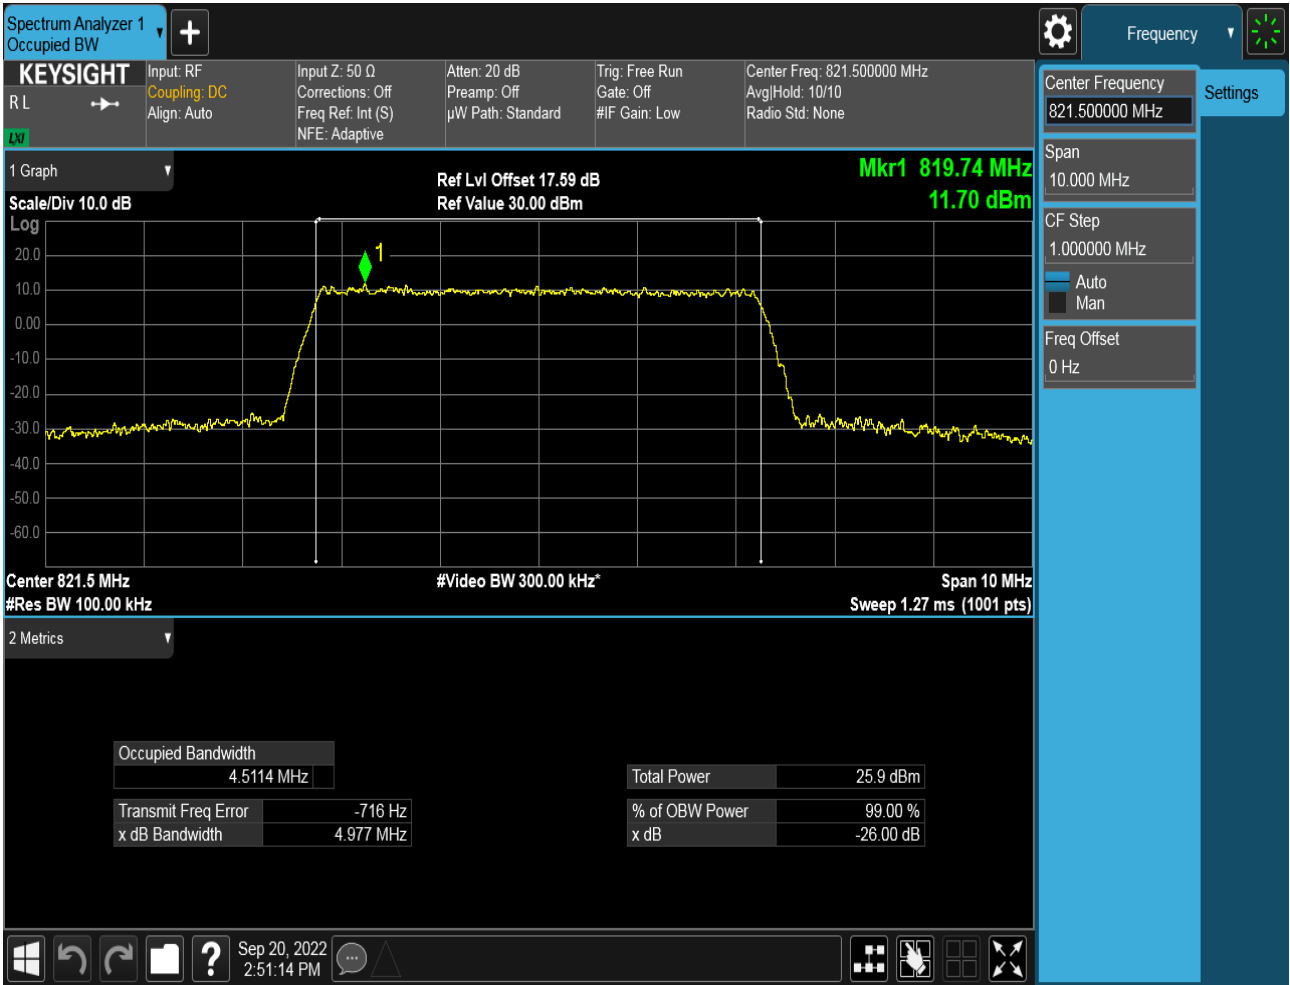 Spectrum Analyzer 1
Occupied BW
Frequency
KEYSIGHT
R L
LXI
Input: RF
Coupling: DC
Align: Auto
Input Z: 50 Ω
Corrections: Off
Freq Ref: Int (S)
NFE: Adaptive
Atten: 20 dB
Preamp: Off
µW Path: Standard
Trig: Free Run
Gate: Off
#IF Gain: Low
Center Freq: 821.500000 MHz
Avg|Hold: 10/10
Radio Std: None
Center Frequency
821.500000 MHz
Settings
Span
10.000 MHz
CF Step
1.000000 MHz
Auto
Man
Freq Offset
0 Hz
1 Graph
Scale/Div 10.0 dB
Log
Ref Lvl Offset 17.59 dB
Ref Value 30.00 dBm
Mkr1 819.74 MHz
11.70 dBm
1
20.0
10.0
0.00
-10.0
-20.0
-30.0
-40.0
-50.0
-60.0
Center 821.5 MHz
#Res BW 100.00 kHz
#Video BW 300.00 kHz*
Span 10 MHz
Sweep 1.27 ms (1001 pts)
2 Metrics
Occupied Bandwidth
4.5114 MHz
Total Power 25.9 dBm
Transmit Freq Error -716 Hz
% of OBW Power 99.00 %
x dB Bandwidth 4.977 MHz
x dB -26.00 dB
?
Sep 20, 2022
2:51:14 PM